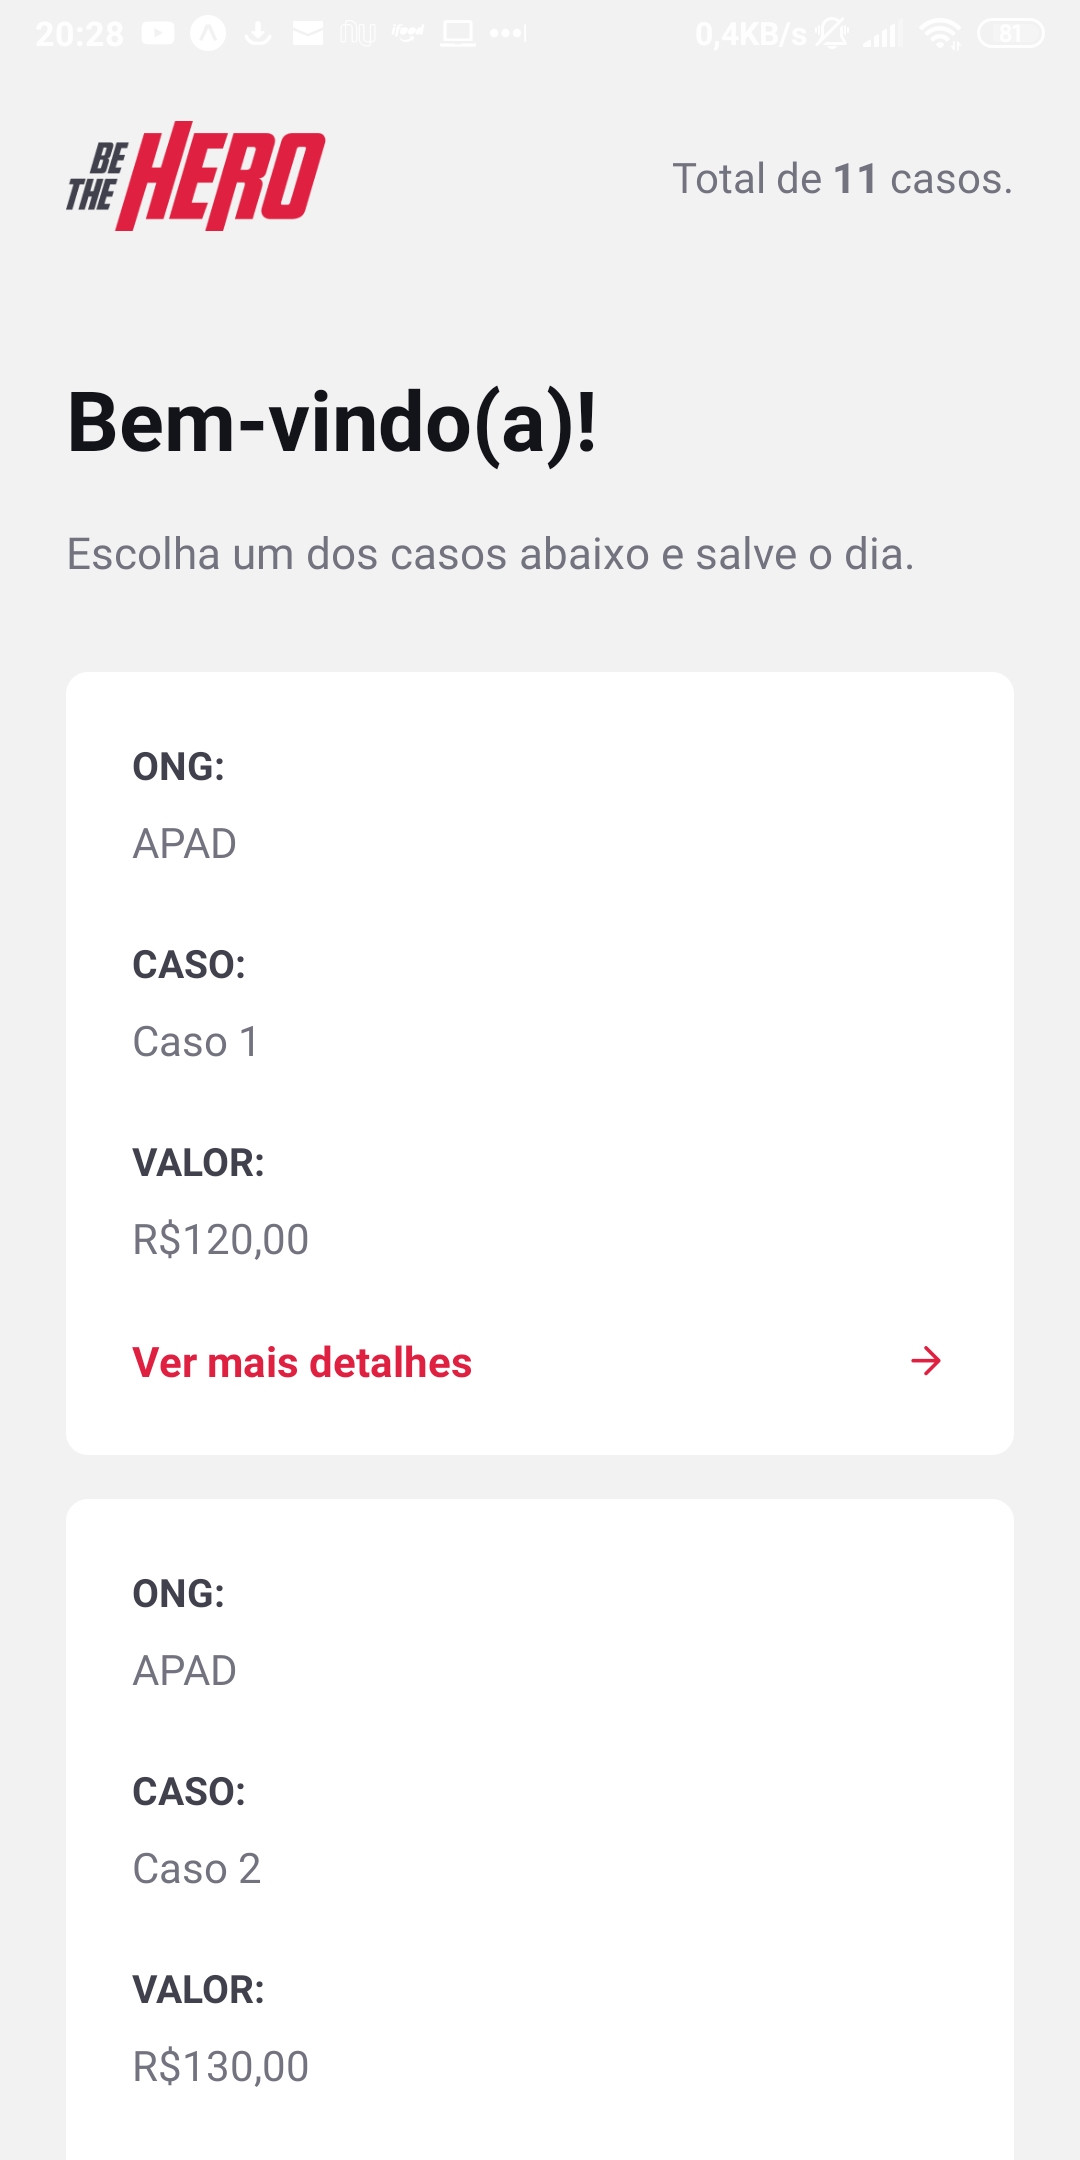 20:28 0,4KB/s 81
BE THE HERO
Total de 11 casos.
Bem-vindo(a)!
Escolha um dos casos abaixo e salve o dia.
ONG:
APAD
CASO:
Caso 1
VALOR:
R$120,00
Ver mais detalhes
ONG:
APAD
CASO:
Caso 2
VALOR:
R$130,00